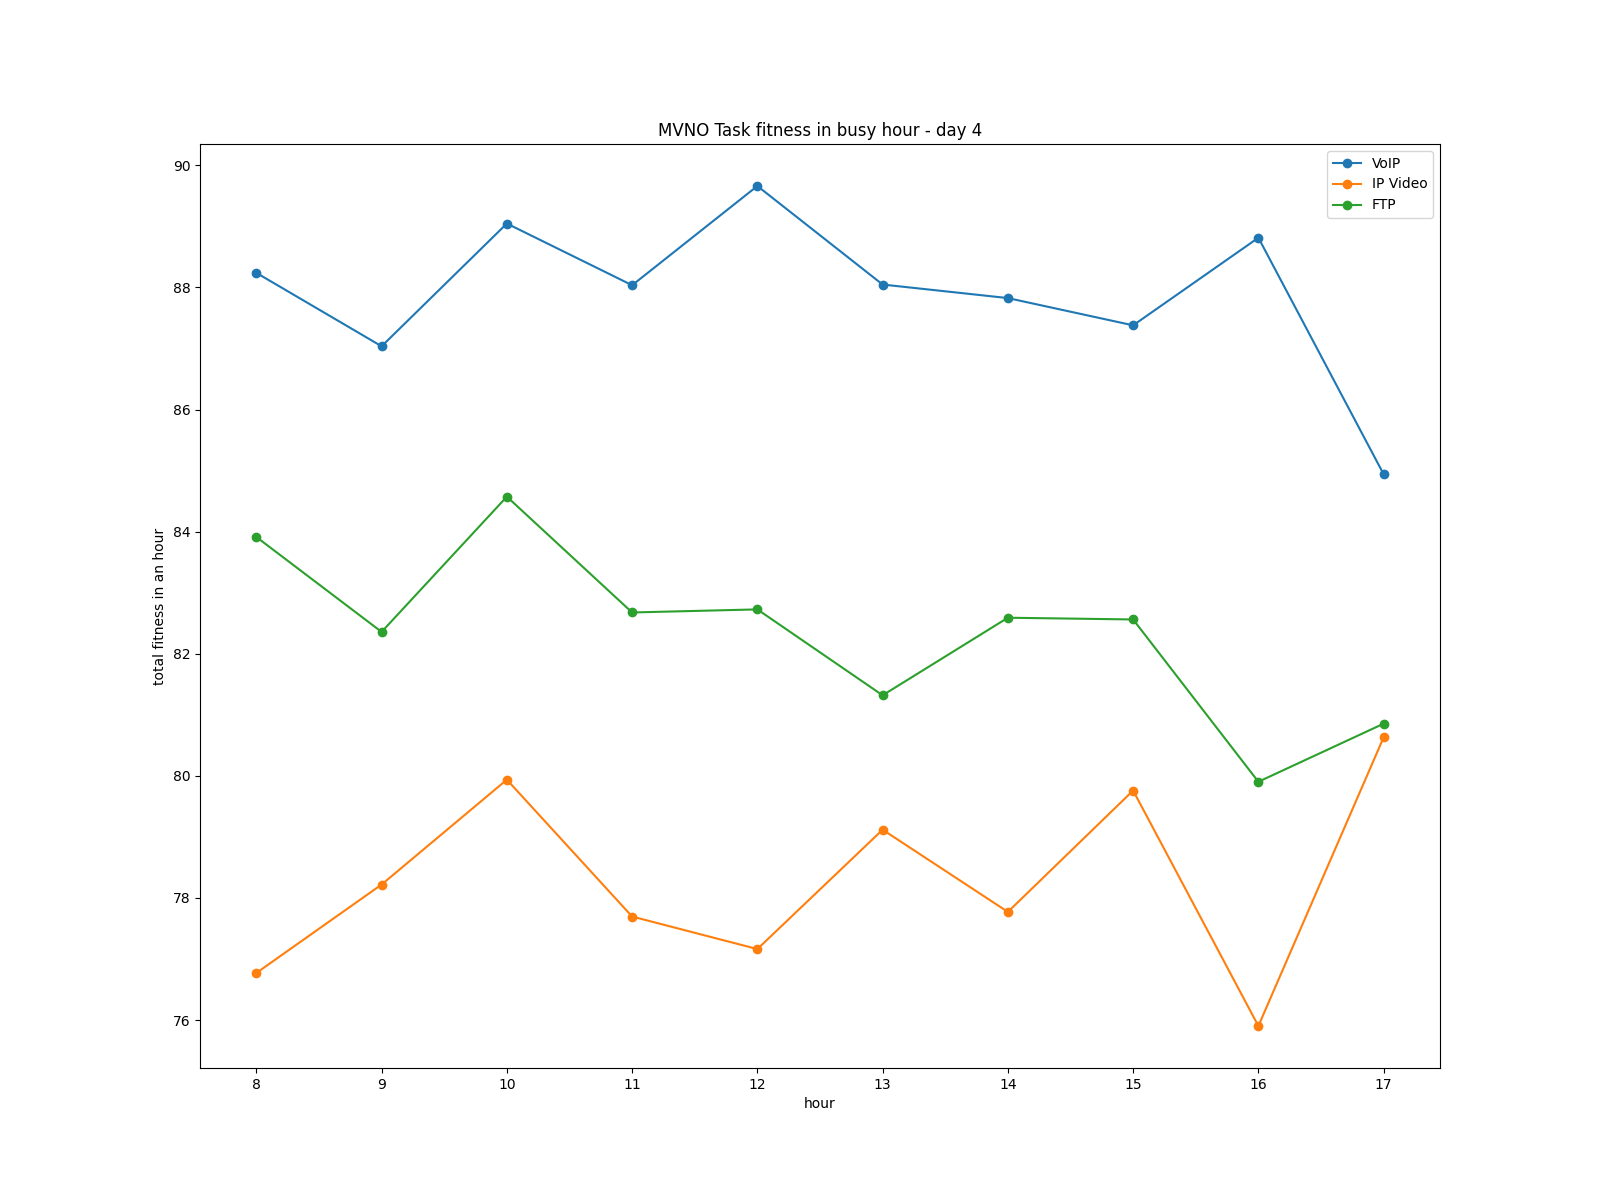 MVNO Task fitness in busy hour - day 4
VoIP
IP Video
FTP
total fitness in an hour
90
88
86
84
82
80
78
76
8 9 10 11 12 13 14 15 16 17
hour